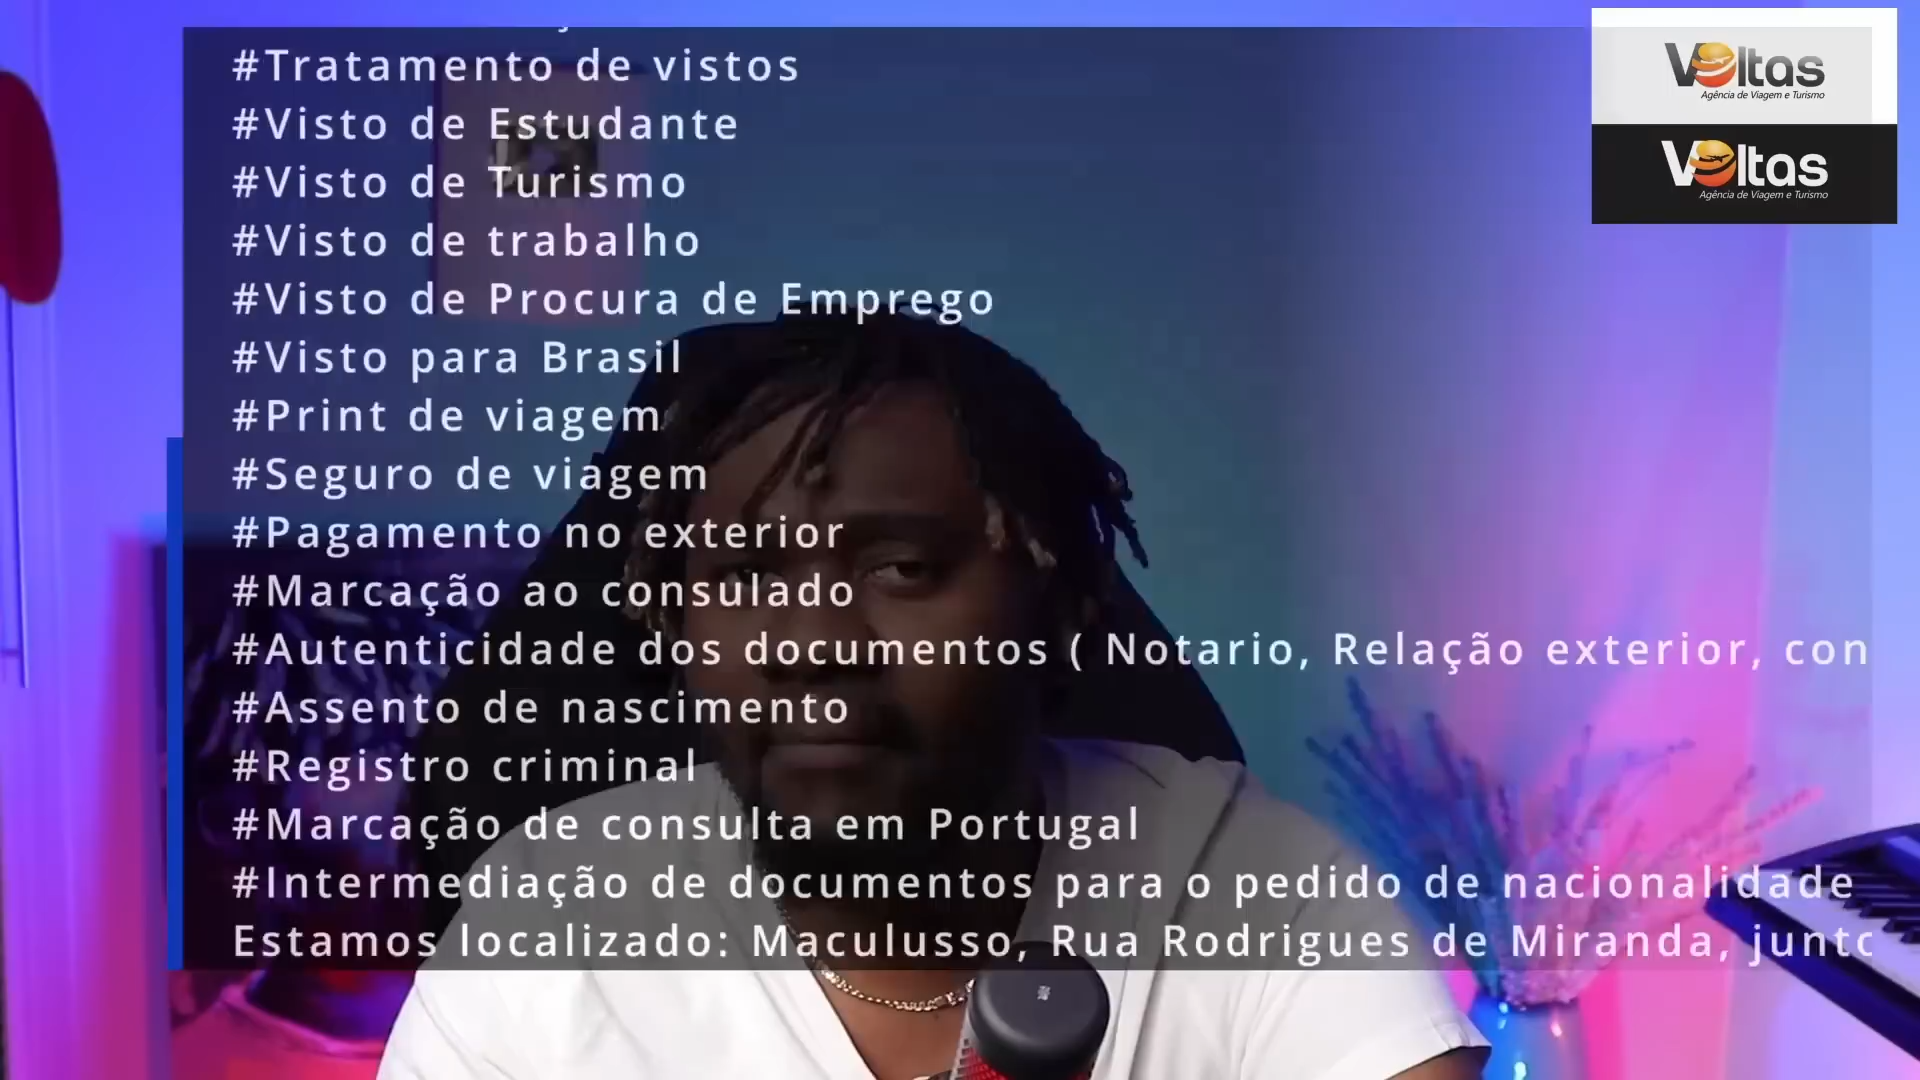 #Tratamento de vistos
#Visto de Estudante
#Visto de Turismo
#Visto de trabalho
#Visto de Procura de Emprego
#Visto para Brasil
#Print de viagem
#Seguro de viagem
#Pagamento no exterior
#Marcação ao consulado
#Autenticidade dos documentos ( Notario, Relação exterior, con
#Assento de nascimento
#Registro criminal
#Marcação de consulta em Portugal
#Intermediação de documentos para o pedido de nacionalidade
Estamos localizado: Maculusso, Rua Rodrigues de Miranda, junto
Voltas
Agência de Viagem e Turismo
Voltas
Agência de Viagem e Turismo